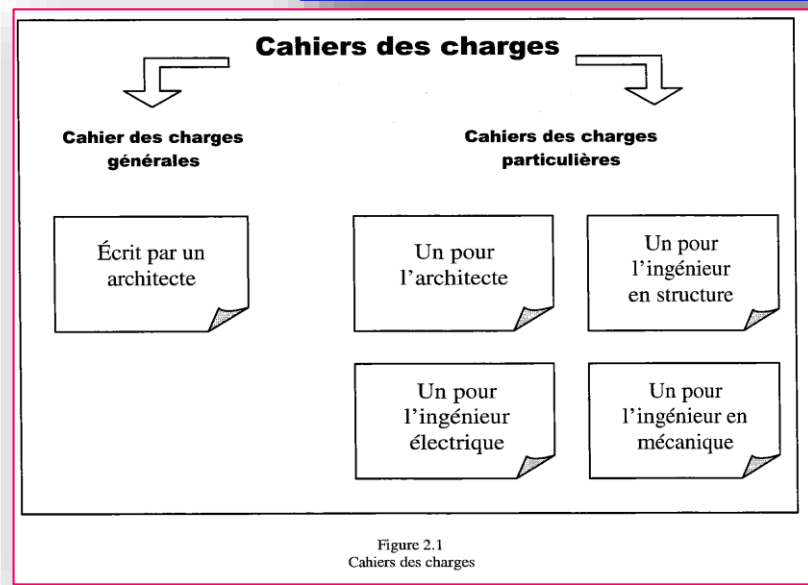 Cahiers des charges
Cahier des charges
générales
Cahiers des charges
particulières
Écrit par un
architecte
Un pour
l'architecte
Un pour
l'ingénieur
en structure
Un pour
l'ingénieur
électrique
Un pour
l'ingénieur en
mécanique
Figure 2.1
Cahiers des charges